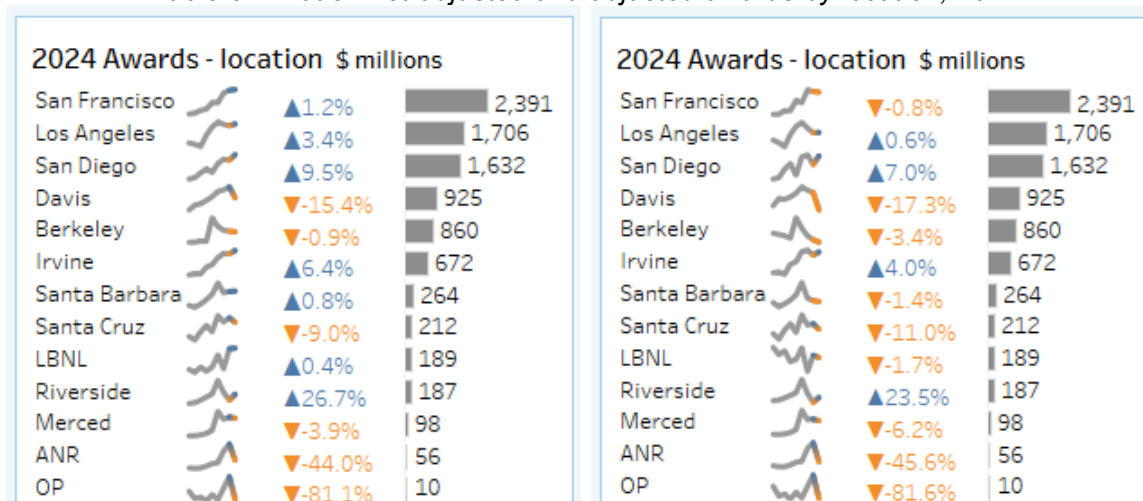 2024 Awards - location $ millions
San Francisco ▲1.2% 2,391
Los Angeles ▲3.4% 1,706
San Diego ▲9.5% 1,632
Davis ▼-15.4% 925
Berkeley ▼-0.9% 860
Irvine ▲6.4% 672
Santa Barbara ▲0.8% 264
Santa Cruz ▼-9.0% 212
LBNL ▲0.4% 189
Riverside ▲26.7% 187
Merced ▼-3.9% 98
ANR ▼-44.0% 56
OP ▼-81.1% 10
2024 Awards - location $ millions
San Francisco ▼-0.8% 2,391
Los Angeles ▲0.6% 1,706
San Diego ▲7.0% 1,632
Davis ▼-17.3% 925
Berkeley ▼-3.4% 860
Irvine ▲4.0% 672
Santa Barbara ▼-1.4% 264
Santa Cruz ▼-11.0% 212
LBNL ▼-1.7% 189
Riverside ▲23.5% 187
Merced ▼-6.2% 98
ANR ▼-45.6% 56
OP ▼-81.6% 10